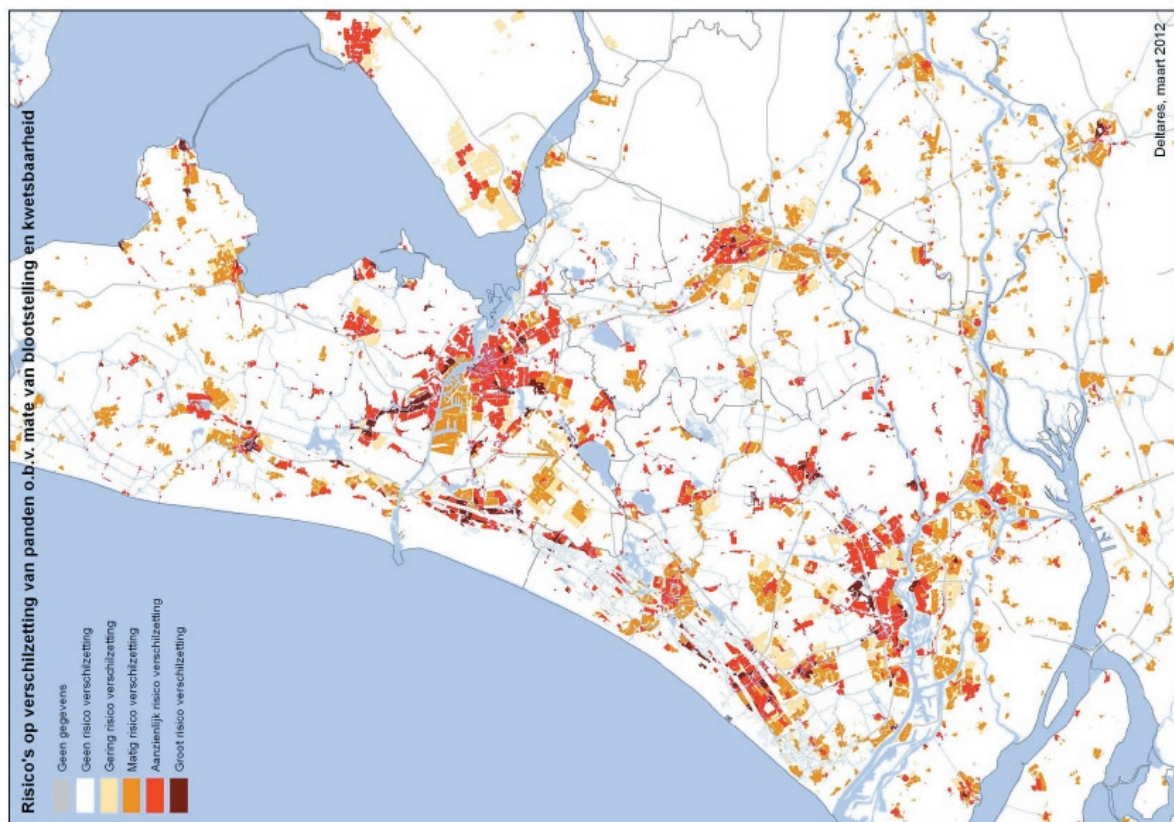 Risico's op verschilzetting van panden o.b.v. mate van blootstelling en kwetsbaarheid
Geen gegevens
Geen risico verschilzetting
Gering risico verschilzetting
Matig risico verschilzetting
Aanzienlijk risico verschilzetting
Groot risico verschilzetting
Deltares, maart 2012